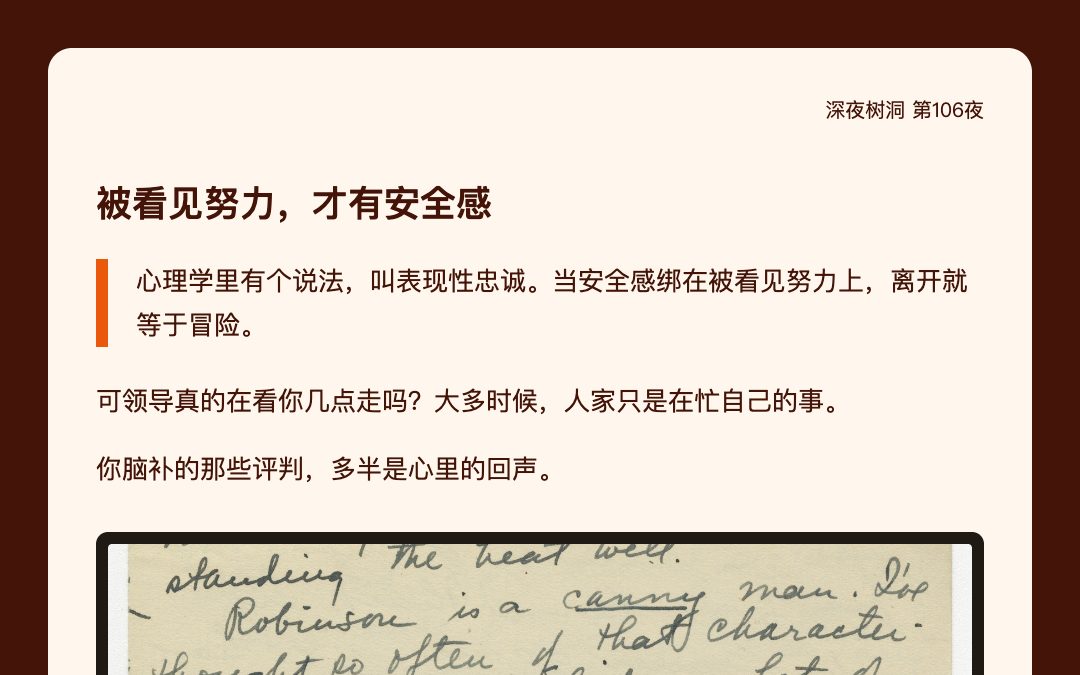 深夜树洞 第106夜
被看见努力，才有安全感
心理学里有个说法，叫表现性忠诚。当安全感绑在被看见努力上，离开就
等于冒险。
可领导真的在看你几点走吗？大多时候，人家只是在忙自己的事。
你脑补的那些评判，多半是心里的回声。
the heat well.
standing
Robinson is a canny man. I've
thought so often of that character.